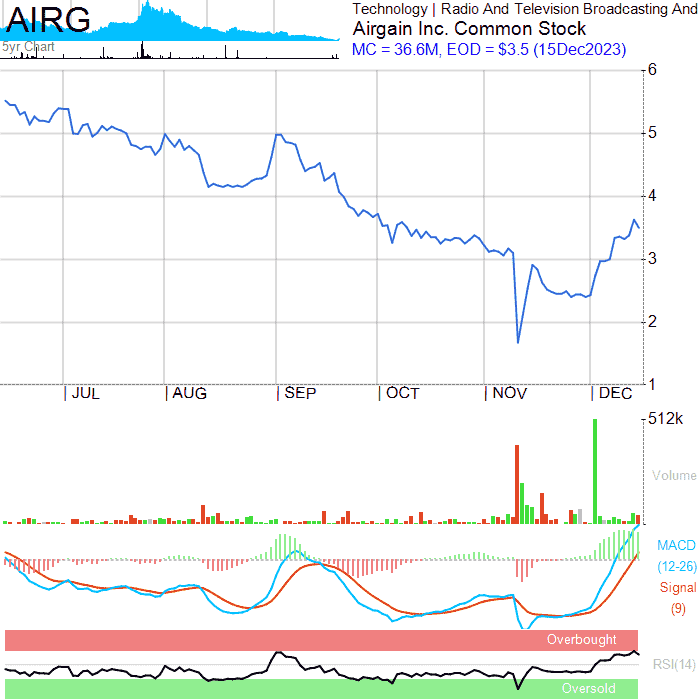 AIRG
5yr Chart
Technology | Radio And Television Broadcasting And
Airgain Inc. Common Stock
MC = 36.6M, EOD = $3.5 (15Dec2023)
6
5
4
3
2
1
JUL
AUG
SEP
OCT
NOV
DEC
512k
Volume
MACD
(12-26)
Signal
(9)
Overbought
RSI(14)
Oversold